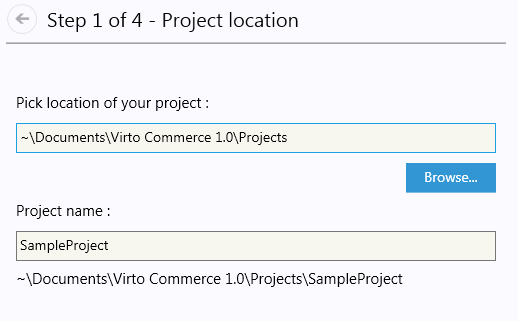 Step 1 of 4 - Project location
Pick location of your project :
~\Documents\Virto Commerce 1.0\Projects
Browse...
Project name :
SampleProject
~\Documents\Virto Commerce 1.0\Projects\SampleProject